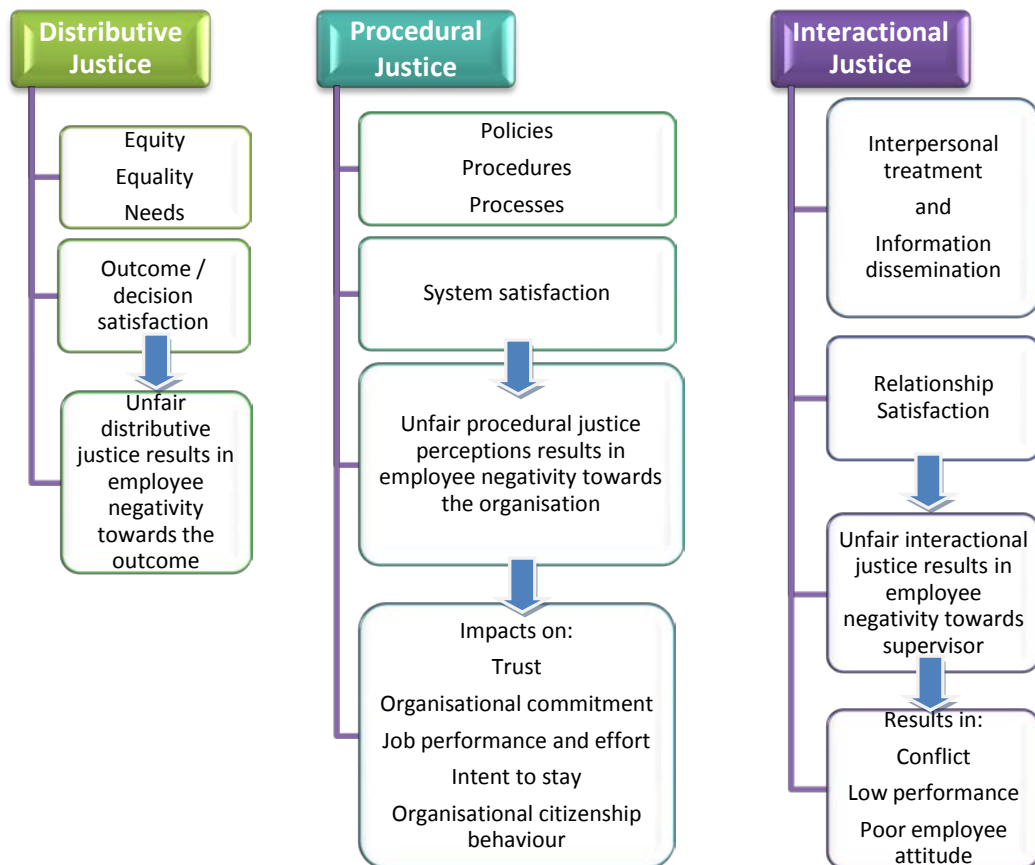 Distributive
Justice
Equity
Equality
Needs
Outcome /
decision
satisfaction
Unfair
distributive
justice results in
employee
negativity
towards the
outcome
Procedural
Justice
Policies
Procedures
Processes
System satisfaction
Unfair procedural justice
perceptions results in
employee negativity towards
the organisation
Impacts on:
Trust
Organisational commitment
Job performance and effort
Intent to stay
Organisational citizenship
behaviour
Interactional
Justice
Interpersonal
treatment
and
Information
dissemination
Relationship
Satisfaction
Unfair interactional
justice results in
employee
negativity towards
supervisor
Results in:
Conflict
Low performance
Poor employee
attitude